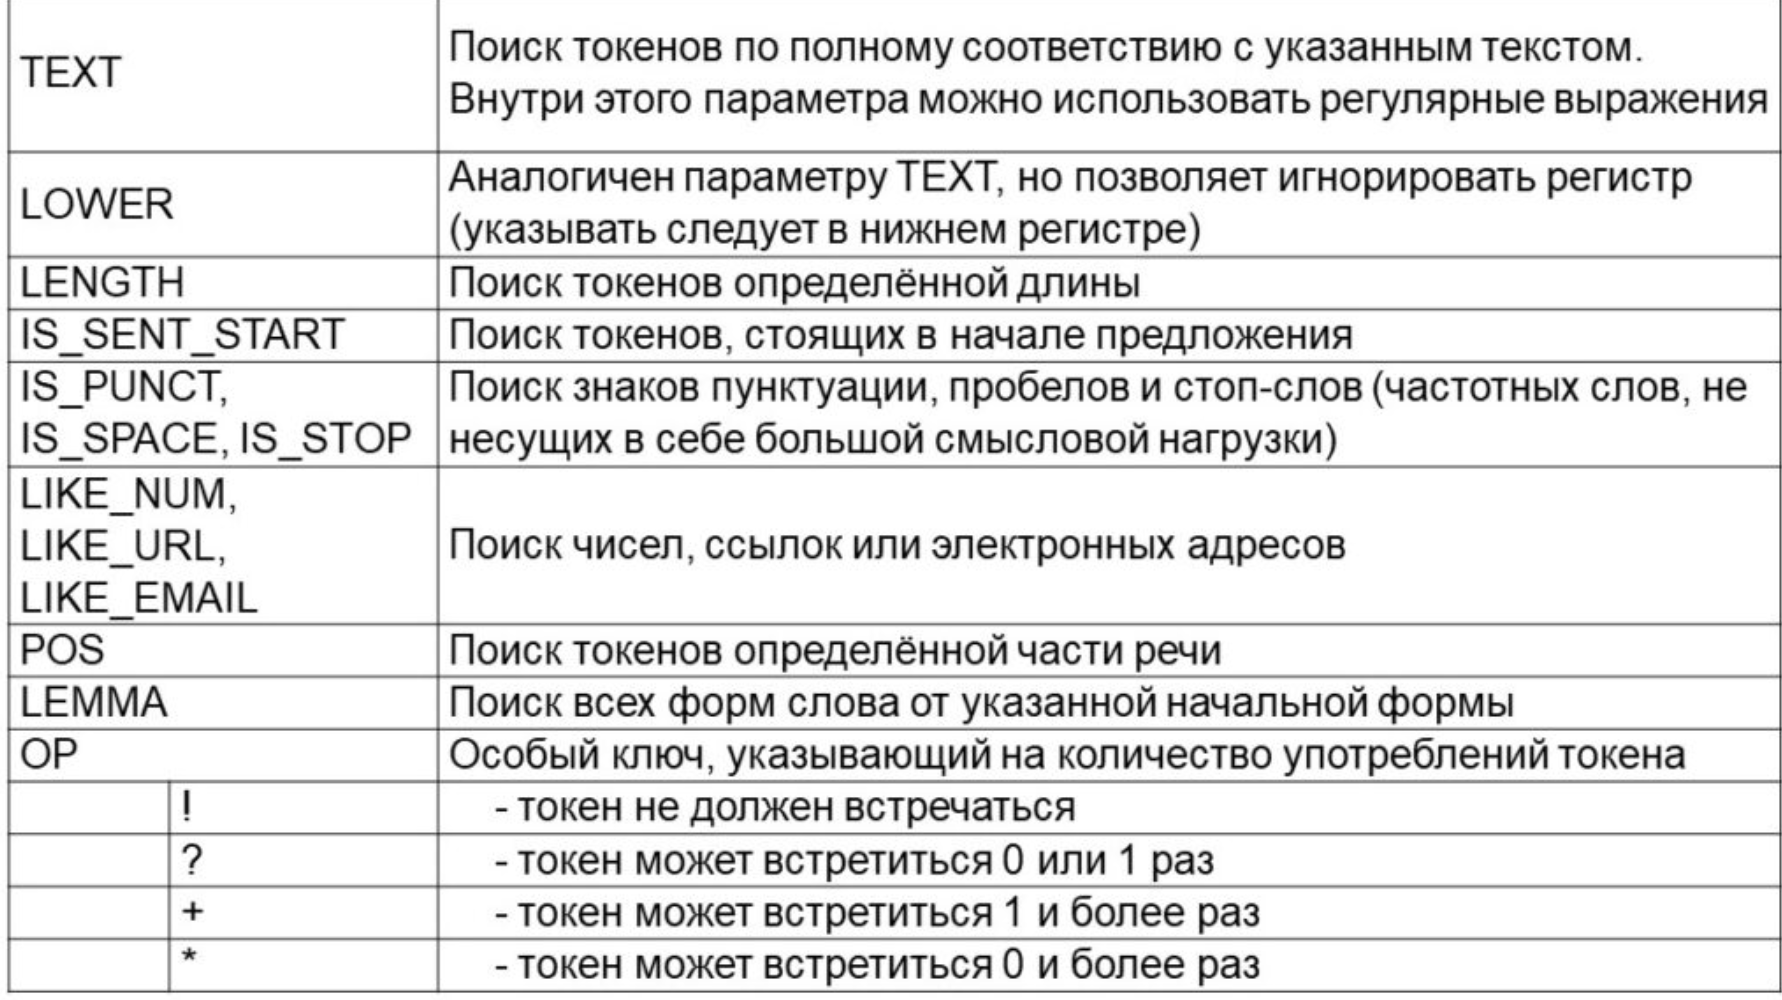 TEXT
Поиск токенов по полному соответствию с указанным текстом.
Внутри этого параметра можно использовать регулярные выражения
LOWER
Аналогичен параметру TEXT, но позволяет игнорировать регистр
(указывать следует в нижнем регистре)
LENGTH
Поиск токенов определённой длины
IS_SENT_START
Поиск токенов, стоящих в начале предложения
IS_PUNCT,
IS_SPACE, IS_STOP
Поиск знаков пунктуации, пробелов и стоп-слов (частотных слов, не
несущих в себе большой смысловой нагрузки)
LIKE_NUM,
LIKE_URL,
LIKE_EMAIL
Поиск чисел, ссылок или электронных адресов
POS
Поиск токенов определённой части речи
LEMMA
Поиск всех форм слова от указанной начальной формы
OP
Особый ключ, указывающий на количество употреблений токена
!
- токен не должен встречаться
?
- токен может встретиться 0 или 1 раз
+
- токен может встретиться 1 и более раз
*
- токен может встретиться 0 и более раз